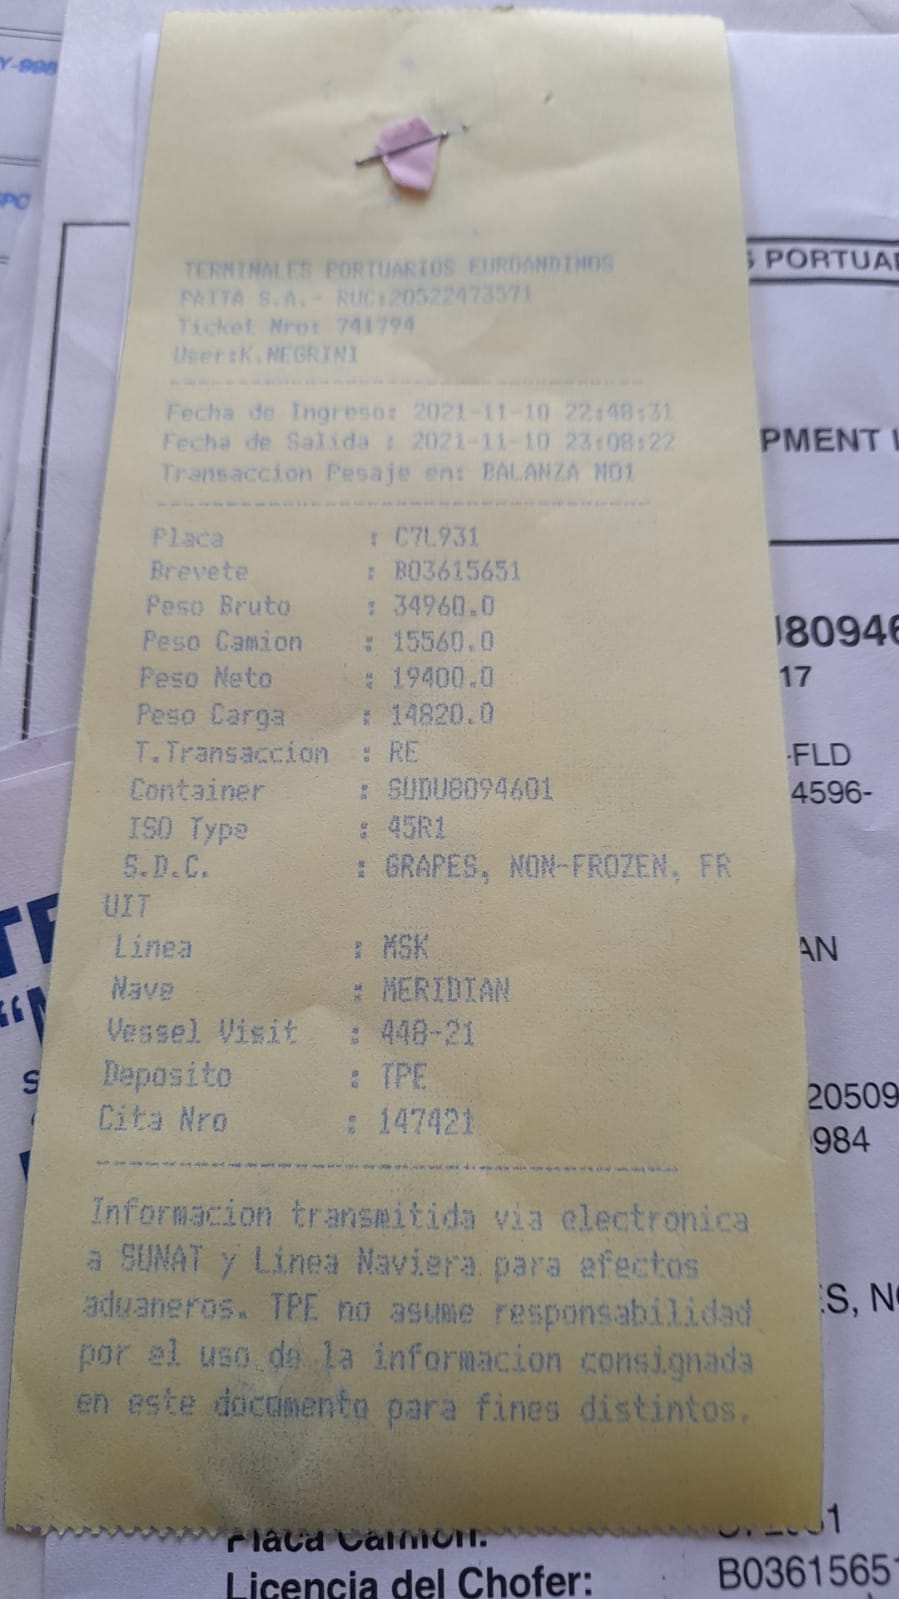 TERMINALES PORTUARIOS EUROANDINOS
PAITA S.A.- RUC:20522473571
Ticket Nro: 741794
User:K.NEGRINI
Fecha de Ingreso: 2021-11-10 22:48:31
Fecha de Salida : 2021-11-10 23:08:22
Transaccion Pesaje en: BALANZA NO1
Placa : C7L931
Brevete : B03615651
Peso Bruto : 34960.0
Peso Camion : 15560.0
Peso Neto : 19400.0
Peso Carga : 14820.0
T.Transaccion : RE
Container : SUDU8094601
ISO Type : 45R1
S.D.C. : GRAPES, NON-FROZEN, FR
UIT
Linea : MSK
Nave : MERIDIAN
Vessel Visit : 448-21
Deposito : TPE
Cita Nro : 147421
Informacion transmitida via electronica
a SUNAT y Linea Naviera para efectos
aduaneros. TPE no asume responsabilidad
por el uso de la informacion consignada
en este documento para fines distintos.
S PORTUA
PMENT
80946
17
-FLD
4596-
AN
20509
984
S, N
Placa Camion:
Licencia del Chofer: B03615651